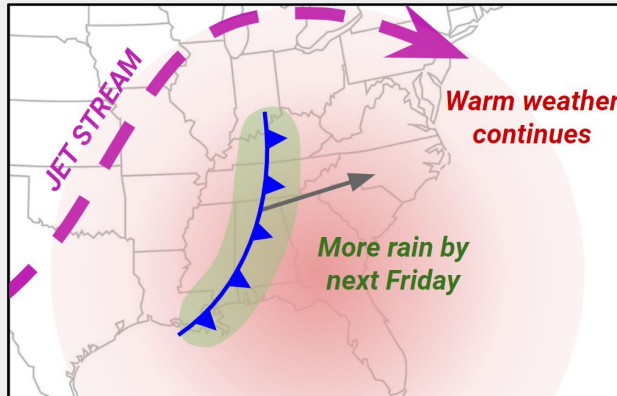 JET STREAM
Warm weather
continues
More rain by
next Friday